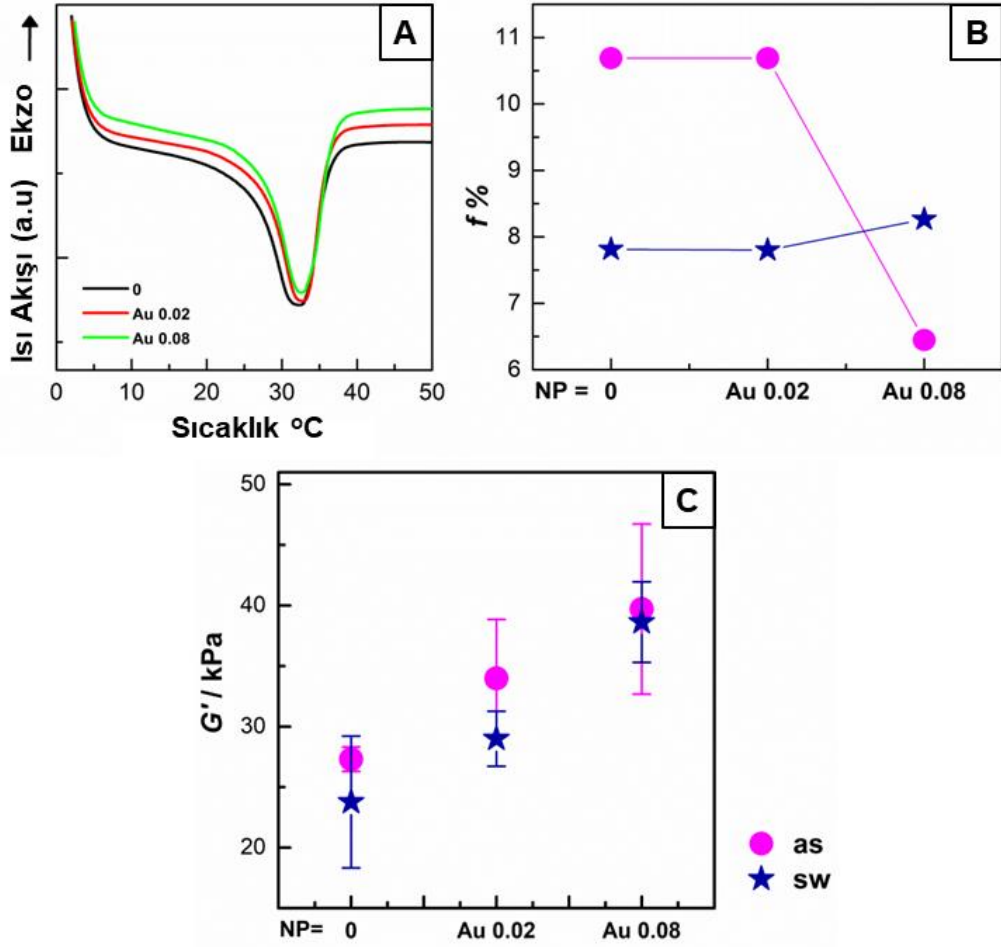 A
Isı Akışı (a.u) Ekzo →
0
Au 0.02
Au 0.08
0 10 20 30 40 50
Sıcaklık °C
B
f %
11
10
9
8
7
6
NP = 0 Au 0.02 Au 0.08
C
G' / kPa
50
40
30
20
NP= 0 Au 0.02 Au 0.08
as
sw